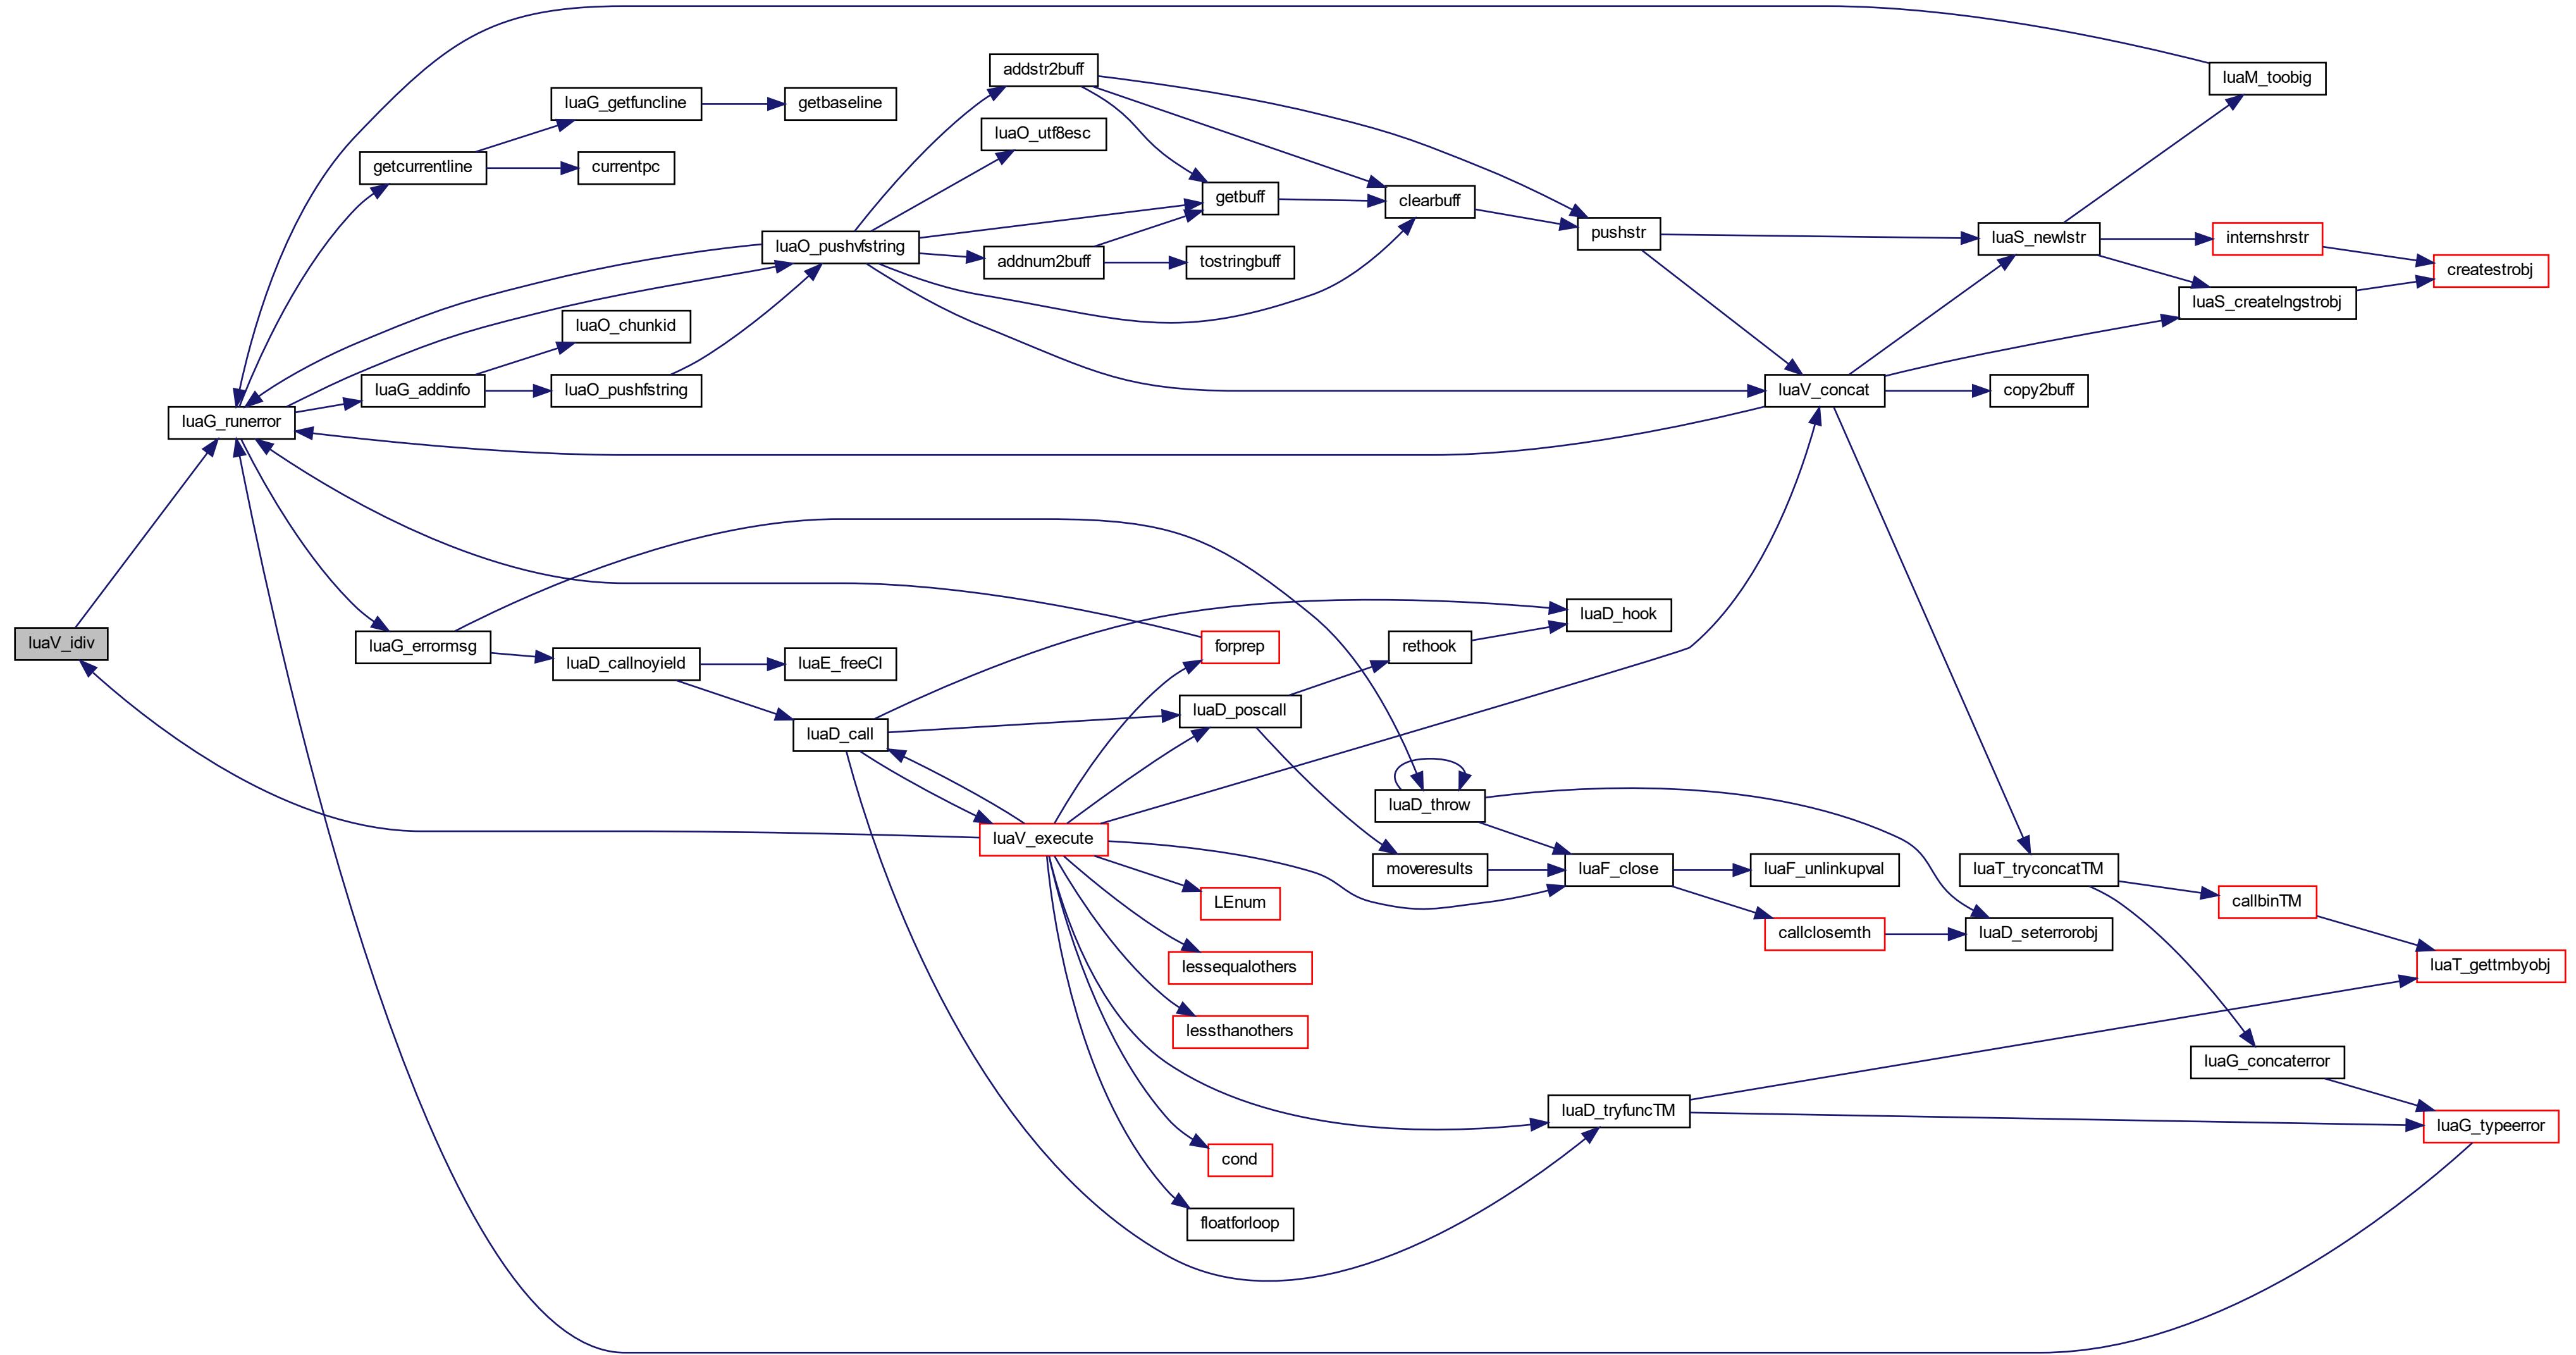 addstr2buff
luaM_toobig
luaG_getfuncline
getbaseline
luaO_utf8esc
getcurrentline
currentpc
getbuff
clearbuff
pushstr
luaO_pushvfstring
addnum2buff
tostringbuff
luaS_newlstr
internshrstr
createstrobj
luaS_createlngstrobj
luaO_chunkid
luaG_addinfo
luaO_pushfstring
luaV_concat
copy2buff
luaG_runerror
luaV_idiv
luaG_errormsg
luaD_callnoyield
luaE_freeCI
forprep
rethook
luaD_hook
luaD_poscall
luaD_call
luaD_throw
luaV_execute
moveresults
luaF_close
luaF_unlinkupval
luaT_tryconcatTM
LEnum
callbinTM
callclosemth
luaD_seterrorobj
lessequalothers
luaT_gettmbyobj
lessthanothers
luaG_concaterror
luaD_tryfuncTM
luaG_typeerror
cond
floatforloop